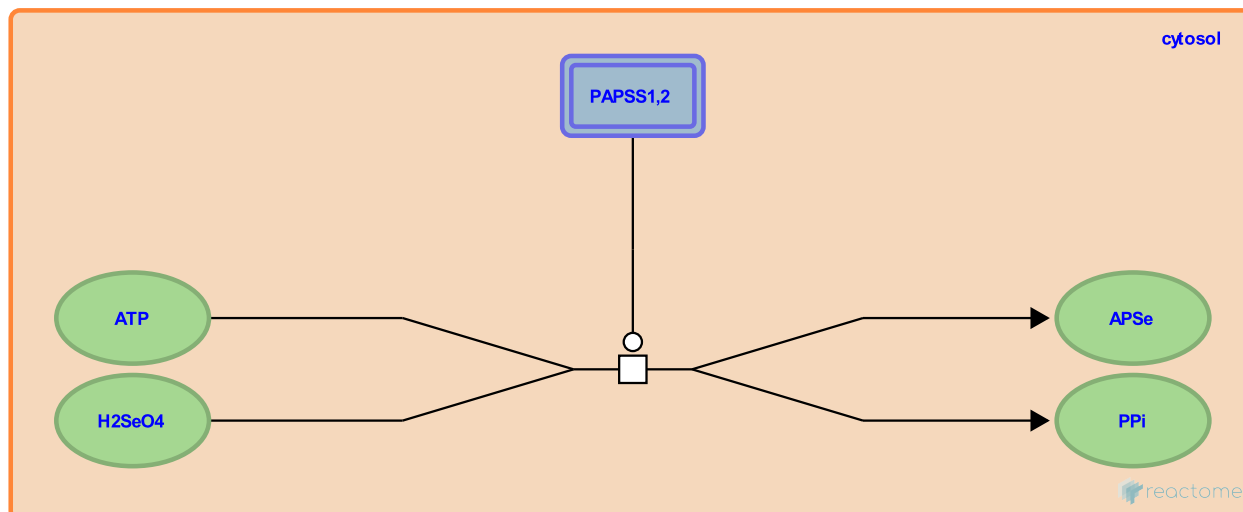 cytosol
PAPSS1,2
ATP
APSe
H2SeO4
PPi
reactome